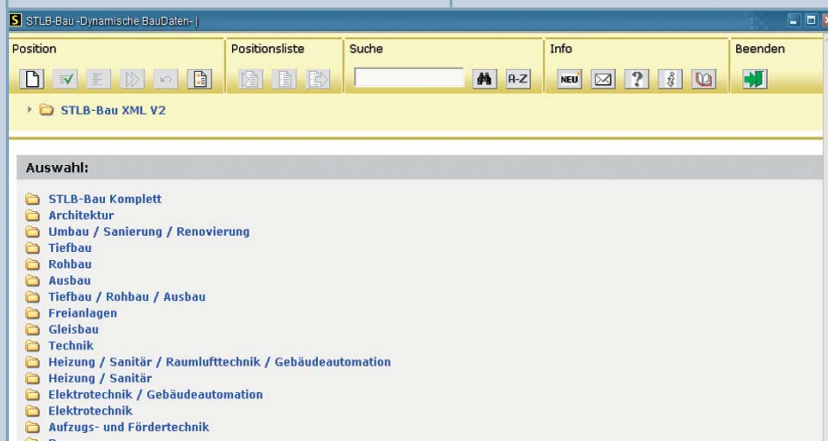 S STLB-Bau -Dynamische BauDaten- |
Position Positionsliste Suche Info Beenden
A-Z NEU ?
STLB-Bau XML V2
Auswahl:
STLB-Bau Komplett
Architektur
Umbau / Sanierung / Renovierung
Tiefbau
Rohbau
Ausbau
Tiefbau / Rohbau / Ausbau
Freianlagen
Gleisbau
Technik
Heizung / Sanitär / Raumlufttechnik / Gebäudeautomation
Heizung / Sanitär
Elektrotechnik / Gebäudeautomation
Elektrotechnik
Aufzugs- und Fördertechnik